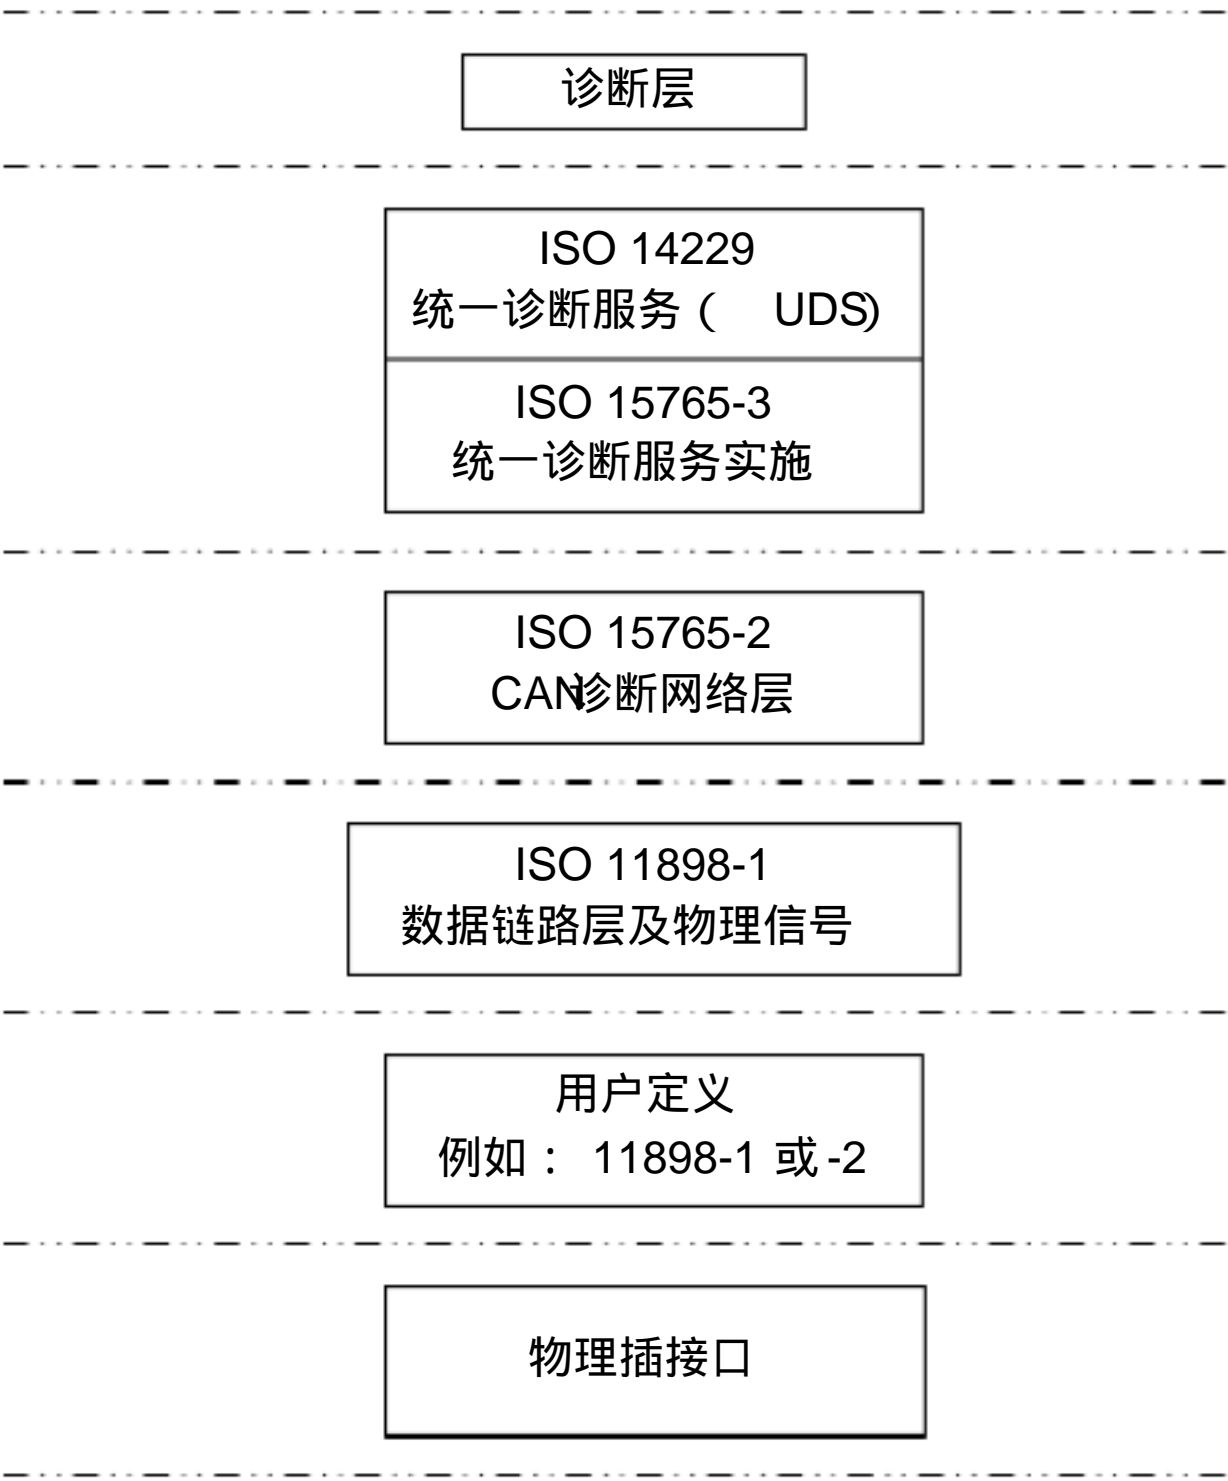 诊断层
ISO 14229
统一诊断服务( UDS)
ISO 15765-3
统一诊断服务实施
ISO 15765-2
CAN诊断网络层
ISO 11898-1
数据链路层及物理信号
用户定义
例如: 11898-1 或 -2
物理插接口